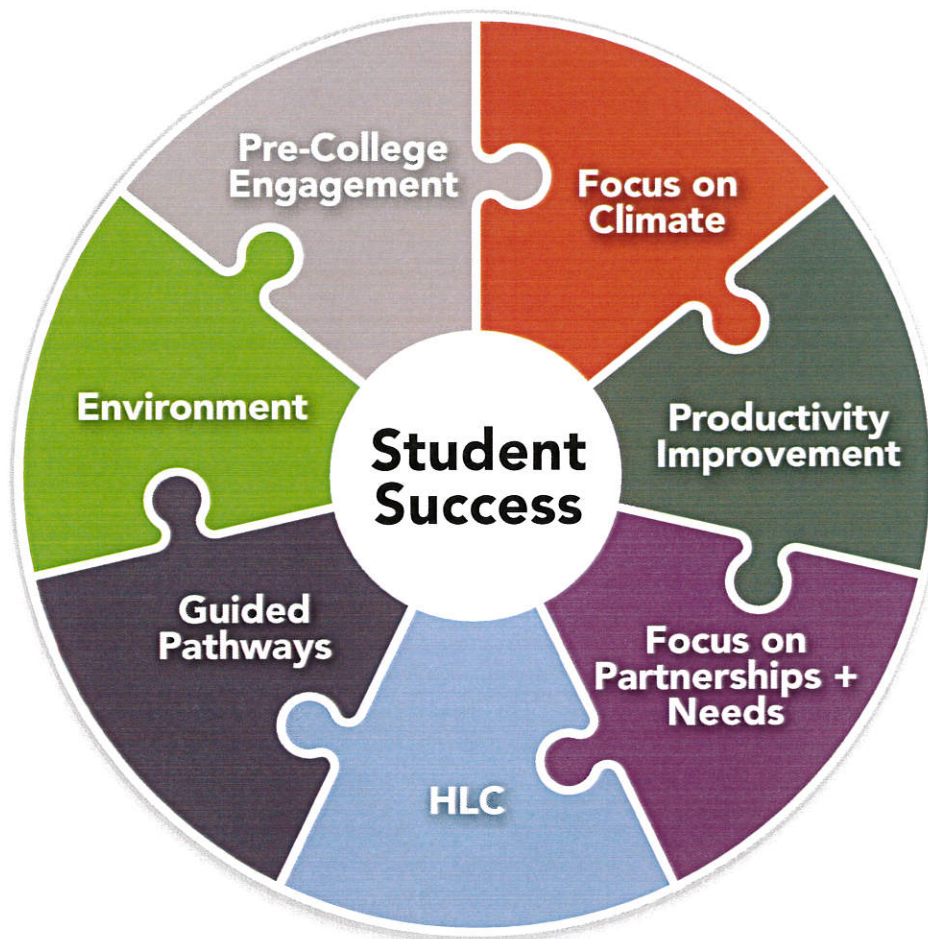 Pre-College
Engagement
Focus on
Climate
Environment
Productivity
Improvement
Student
Success
Guided
Pathways
Focus on
Partnerships +
Needs
HLC